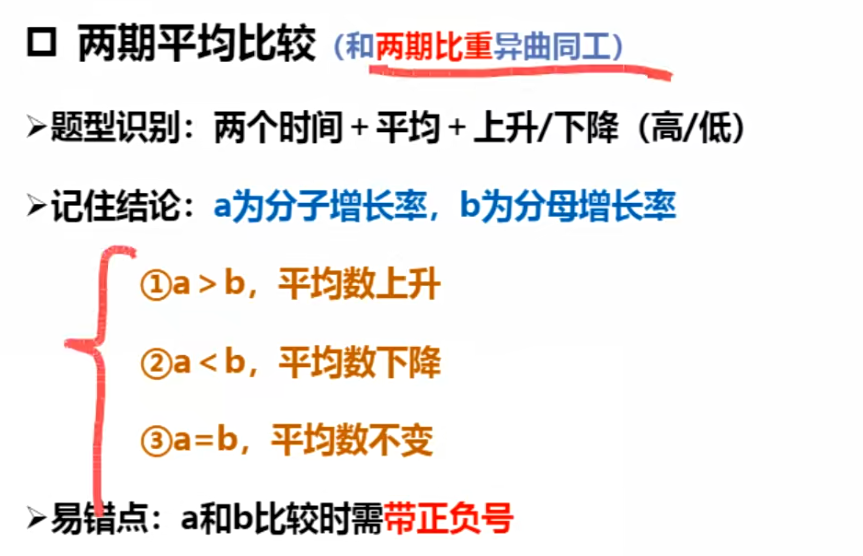 两期平均比较（和两期比重异曲同工）
➢题型识别：两个时间＋平均＋上升/下降（高/低）
➢记住结论：a为分子增长率，b为分母增长率
①a＞b，平均数上升
②a＜b，平均数下降
③a=b，平均数不变
➢易错点：a和b比较时需带正负号